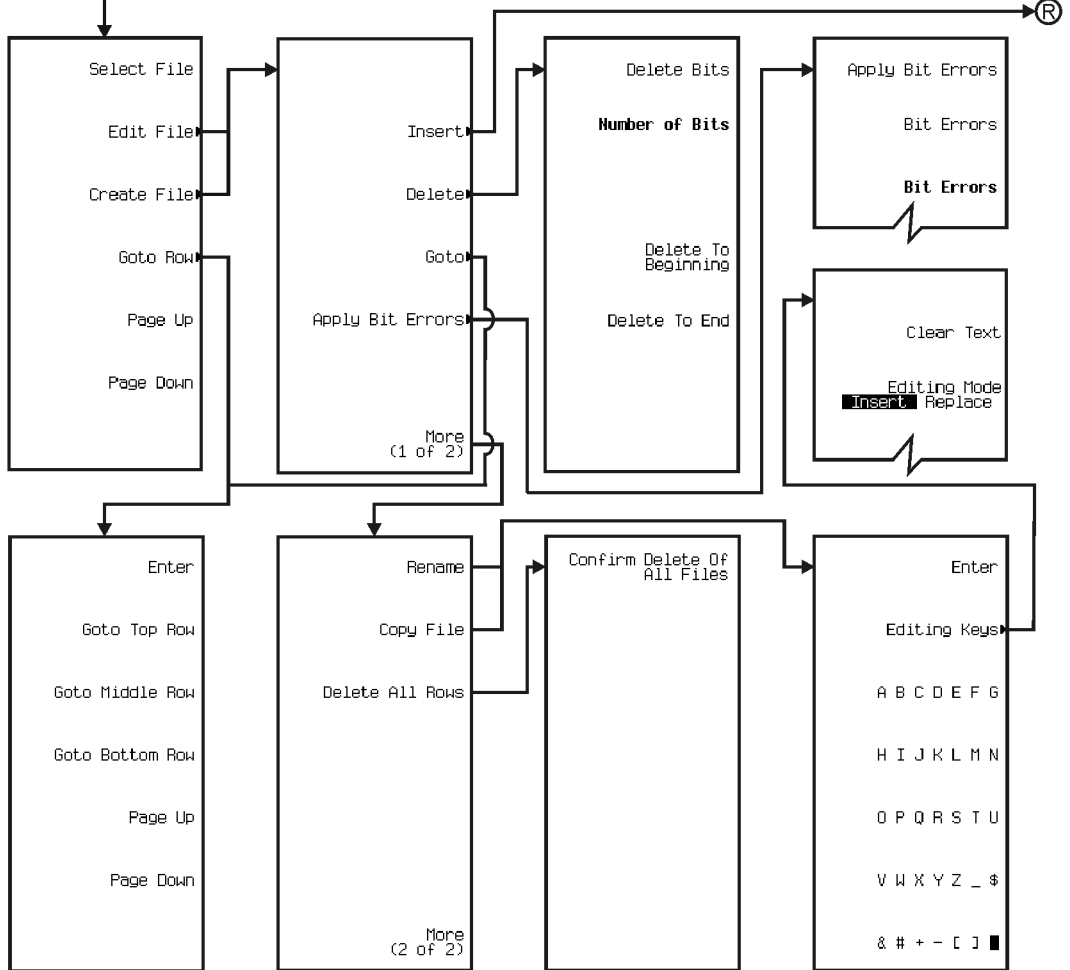 R
Select File
Edit File
Create File
Goto Row
Page Up
Page Down
Insert
Delete
Goto
Apply Bit Errors
More
(1 of 2)
Delete Bits
Number of Bits
Delete To
Beginning
Delete To End
Apply Bit Errors
Bit Errors
Bit Errors
Clear Text
Editing Mode
Insert Replace
Enter
Goto Top Row
Goto Middle Row
Goto Bottom Row
Page Up
Page Down
Rename
Copy File
Delete All Rows
More
(2 of 2)
Confirm Delete Of
All Files
Enter
Editing Keys
A B C D E F G
H I J K L M N
O P Q R S T U
V W X Y Z _ $
& # + - [ ] █